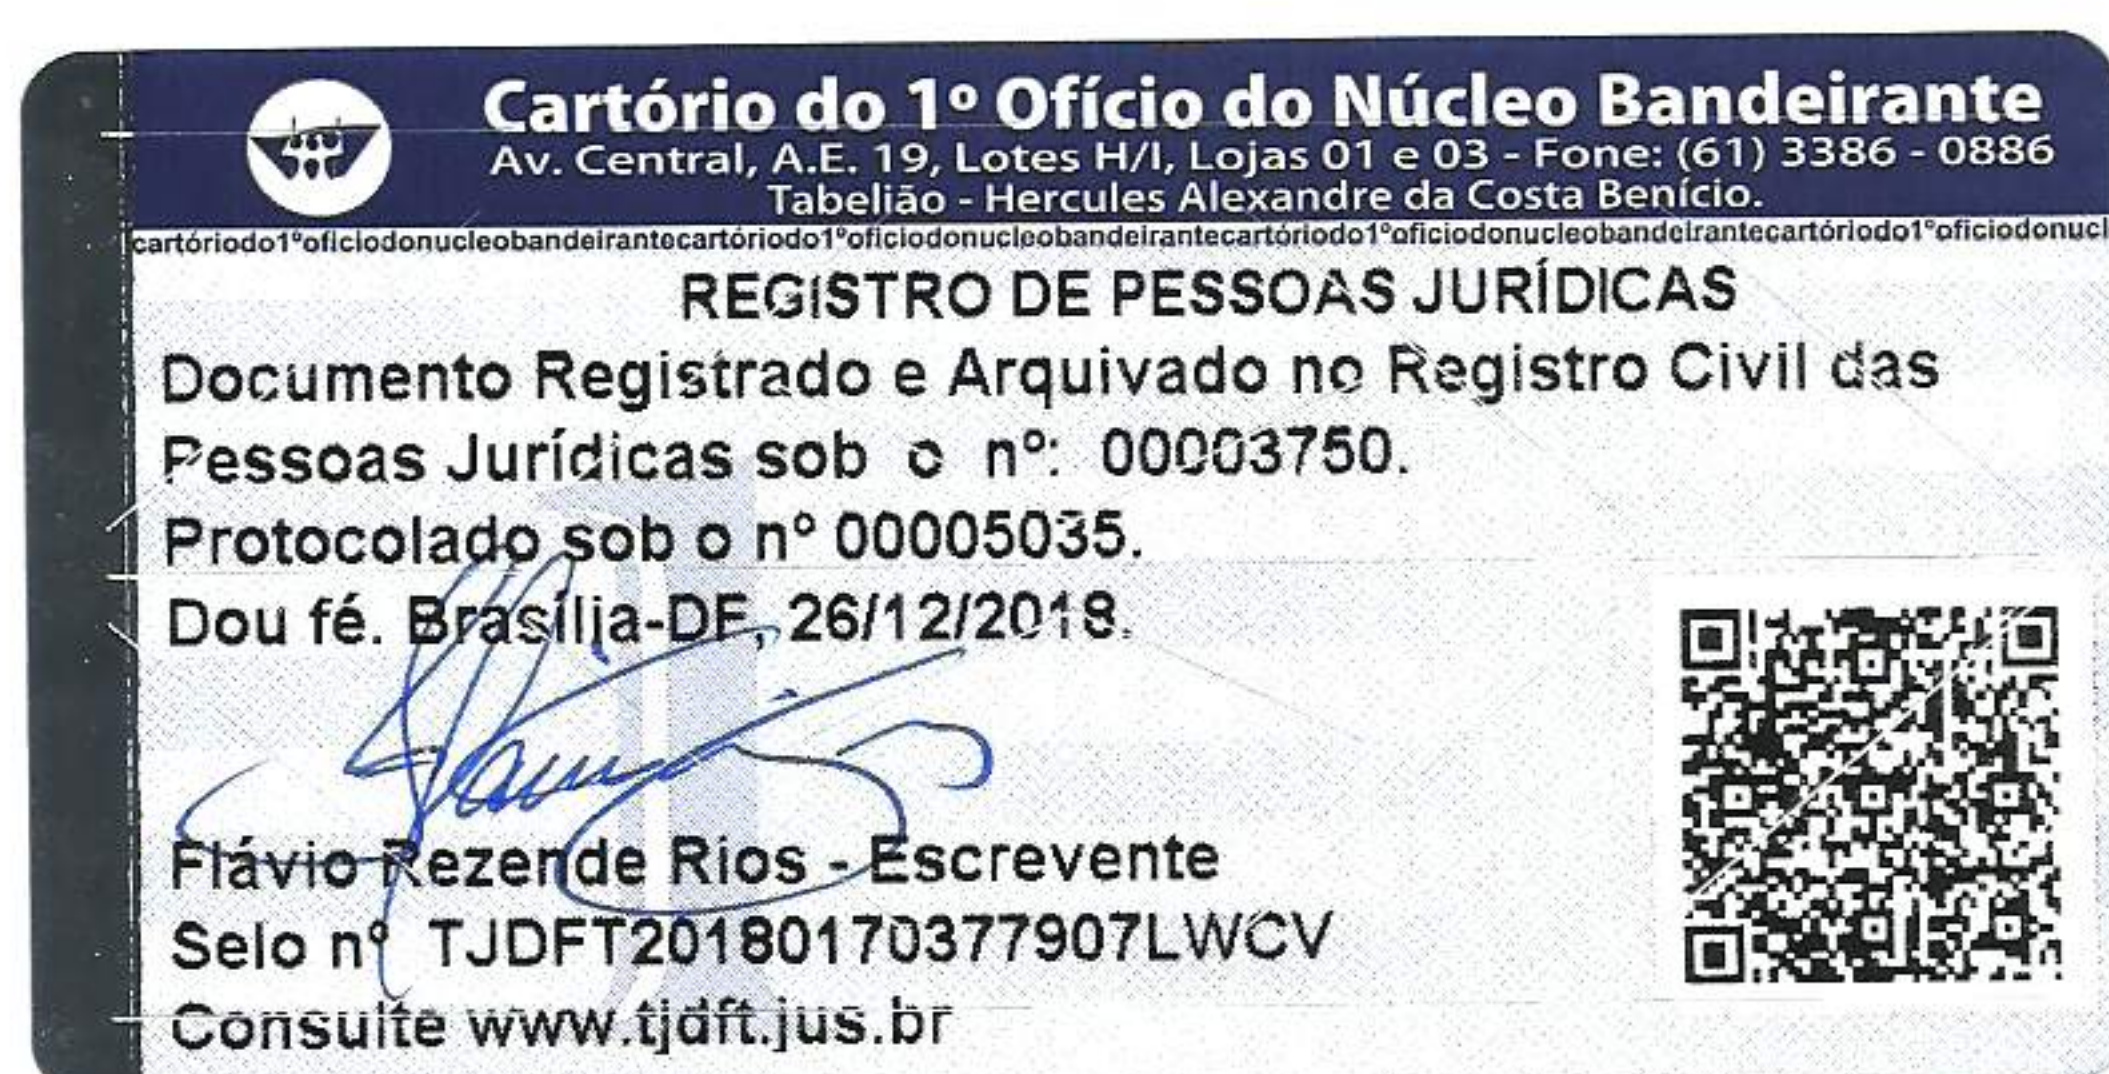 Cartório do 1º Ofício do Núcleo Bandeirante
Av. Central, A.E. 19, Lotes H/I, Lojas 01 e 03 - Fone: (61) 3386 - 0886
Tabelião - Hercules Alexandre da Costa Benício.
cartóriodo1ºoficiodonucleobandeirantecartóriodo1ºoficiodonucleobandeirantecartóriodo1ºoficiodonucleobandeirantecartóriodo1ºoficiodonucl
REGISTRO DE PESSOAS JURÍDICAS
Documento Registrado e Arquivado no Registro Civil das
Pessoas Jurídicas sob o nº: 00003750.
Protocolado sob o nº 00005035.
Dou fé. Brasília-DF, 26/12/2018.
Flávio Rezende Rios - Escrevente
Selo nº TJDFT20180170377907LWCV
Consulte www.tjdft.jus.br